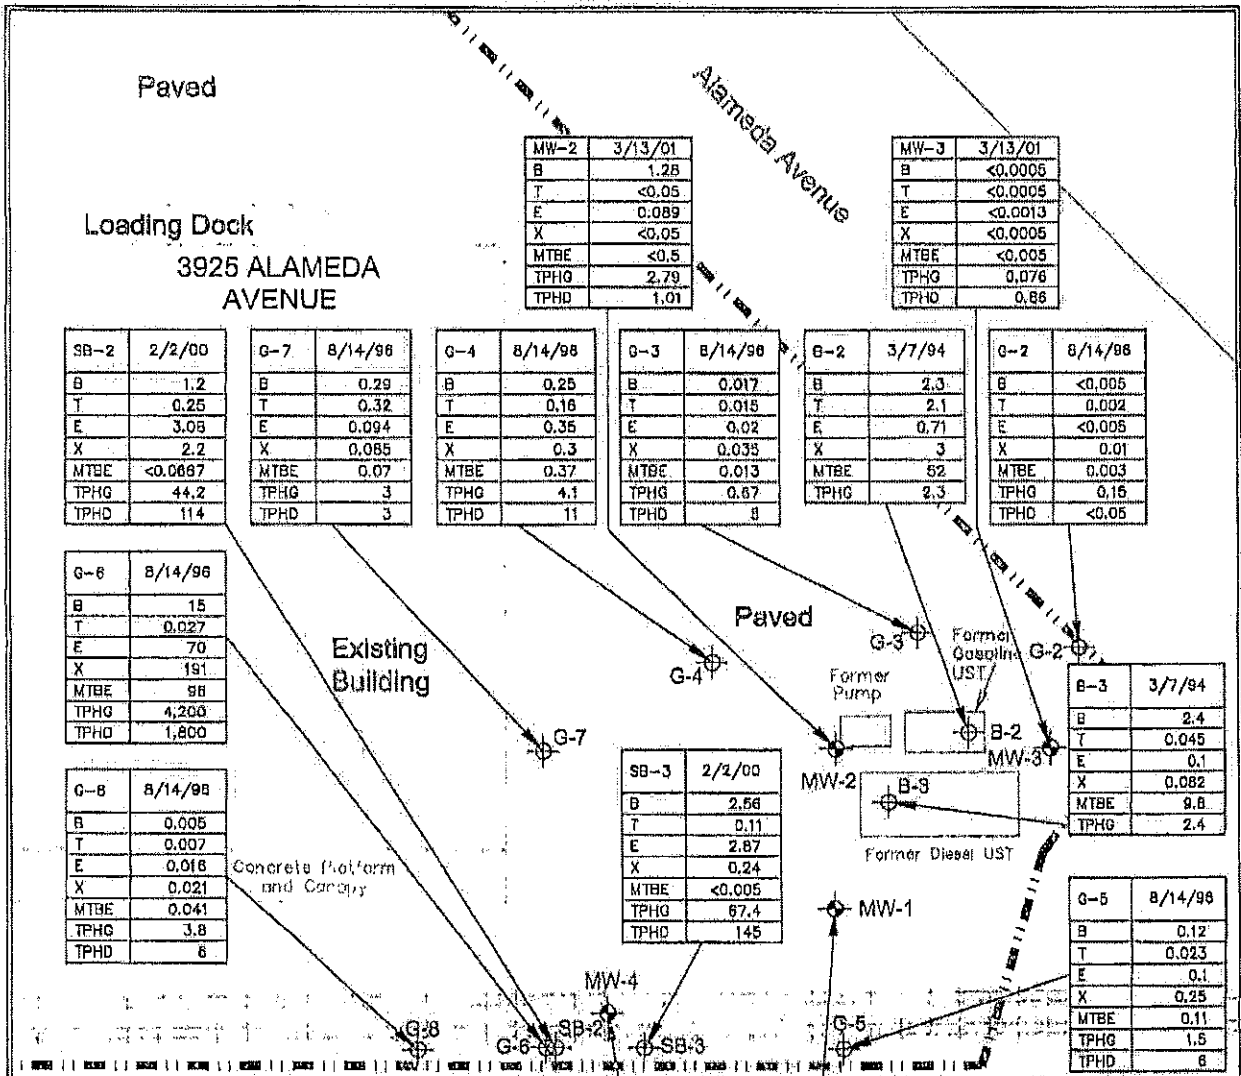 Paved
Alameda Avenue
Loading Dock
3925 ALAMEDA
AVENUE
MW-2 3/13/01
B 1.28
T <0.05
E 0.089
X <0.05
MTBE <0.5
TPHG 2.79
TPHD 1.01
MW-3 3/13/01
B <0.0005
T <0.0005
E <0.0013
X <0.0005
MTBE <0.005
TPHG 0.076
TPHD 0.86
SB-2 2/2/00
B 1.2
T 0.25
E 3.06
X 2.2
MTBE <0.0667
TPHG 44.2
TPHD 114
G-7 8/14/96
B 0.29
T 0.32
E 0.094
X 0.065
MTBE 0.07
TPHG 3
TPHD 3
G-4 8/14/96
B 0.25
T 0.16
E 0.35
X 0.3
MTBE 0.37
TPHG 4.1
TPHD 11
G-3 8/14/96
B 0.017
T 0.015
E 0.02
X 0.035
MTBE 0.013
TPHG 0.67
TPHD 8
B-2 3/7/94
B 2.3
T 2.1
E 0.71
X 3
MTBE 52
TPHG 2.3
G-2 8/14/96
B <0.005
T 0.002
E <0.005
X 0.01
MTBE 0.003
TPHG 0.15
TPHD <0.05
G-6 8/14/96
B 15
T 0.027
E 70
X 191
MTBE 98
TPHG 4,200
TPHD 1,800
Existing
Building
Paved
G-3
Former
Gasoline
UST
G-2
G-4
Former
Pump
G-7
B-2
MW-2
MW-3
B-3 3/7/94
B 2.4
T 0.045
E 0.1
X 0.082
MTBE 9.8
TPHG 2.4
G-8 8/14/96
B 0.005
T 0.007
E 0.016
X 0.021
MTBE 0.041
TPHG 3.8
TPHD 6
Concrete Platform
and Canopy
SB-3 2/2/00
B 2.56
T 0.11
E 2.87
X 0.24
MTBE <0.005
TPHG 67.4
TPHD 145
B-3
Former Diesel UST
MW-1
G-5 8/14/96
B 0.12
T 0.023
E 0.1
X 0.25
MTBE 0.11
TPHG 1.5
TPHD 6
MW-4
G-8
G-6
SB-2
SB-3
G-5